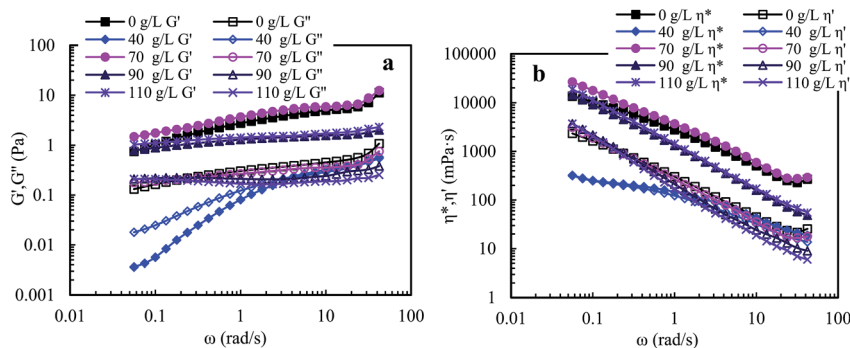 0 g/L G' 0 g/L G''
40 g/L G' 40 g/L G''
70 g/L G' 70 g/L G''
90 g/L G' 90 g/L G''
110 g/L G' 110 g/L G''
a
100
10
1
0.1
0.01
0.001
G',G'' (Pa)
0.01 0.1 1 10 100
ω (rad/s)
0 g/L η* 0 g/L η'
40 g/L η* 40 g/L η'
70 g/L η* 70 g/L η'
90 g/L η* 90 g/L η'
110 g/L η* 110 g/L η'
b
100000
10000
1000
100
10
1
η*,η' (mPa·s)
0.01 0.1 1 10 100
ω (rad/s)